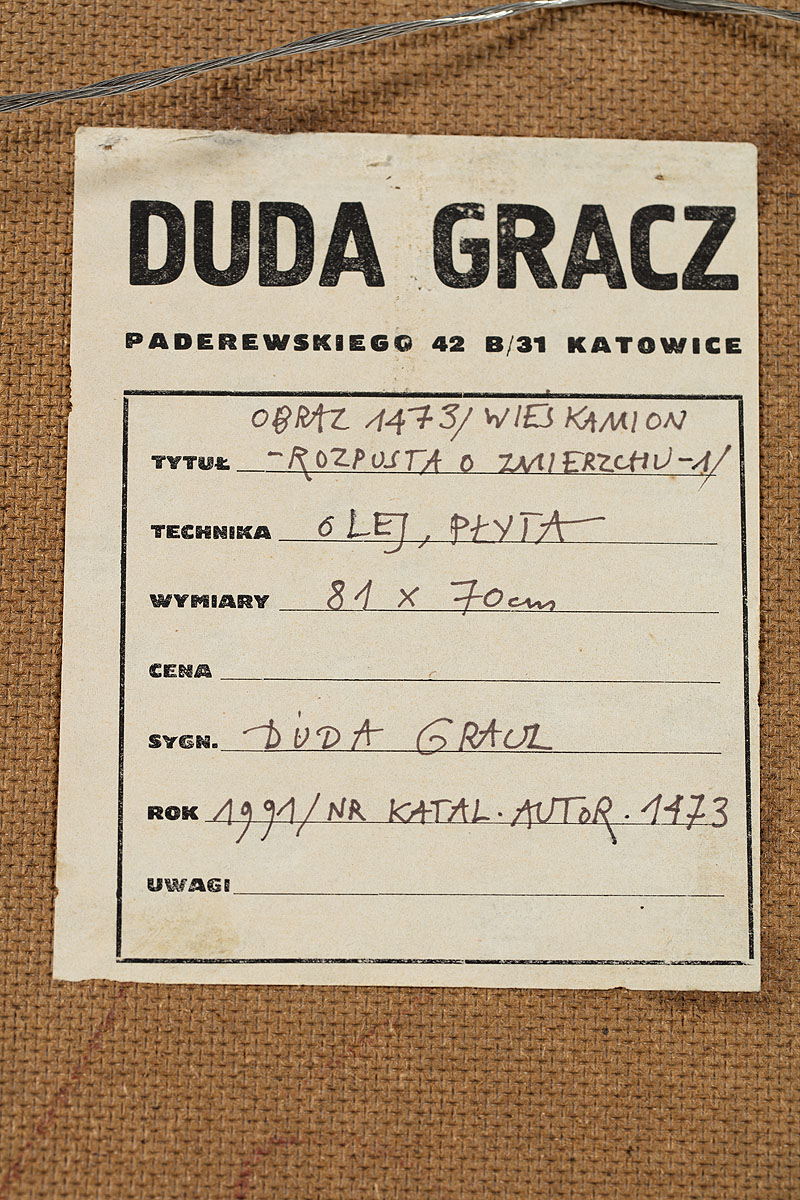 DUDA GRACZ
PADEREWSKIEGO 42 B/31 KATOWICE
OBRAZ 1473/WIEŚ KAMION
TYTUŁ -ROZPUSTA O ZMIERZCHU-1/
TECHNIKA OLEJ, PŁYTA
WYMIARY 81 x 70cm
CENA
SYGN. DUDA GRACZ
ROK 1991/NR KATAL. AUTOR. 1473
UWAGI